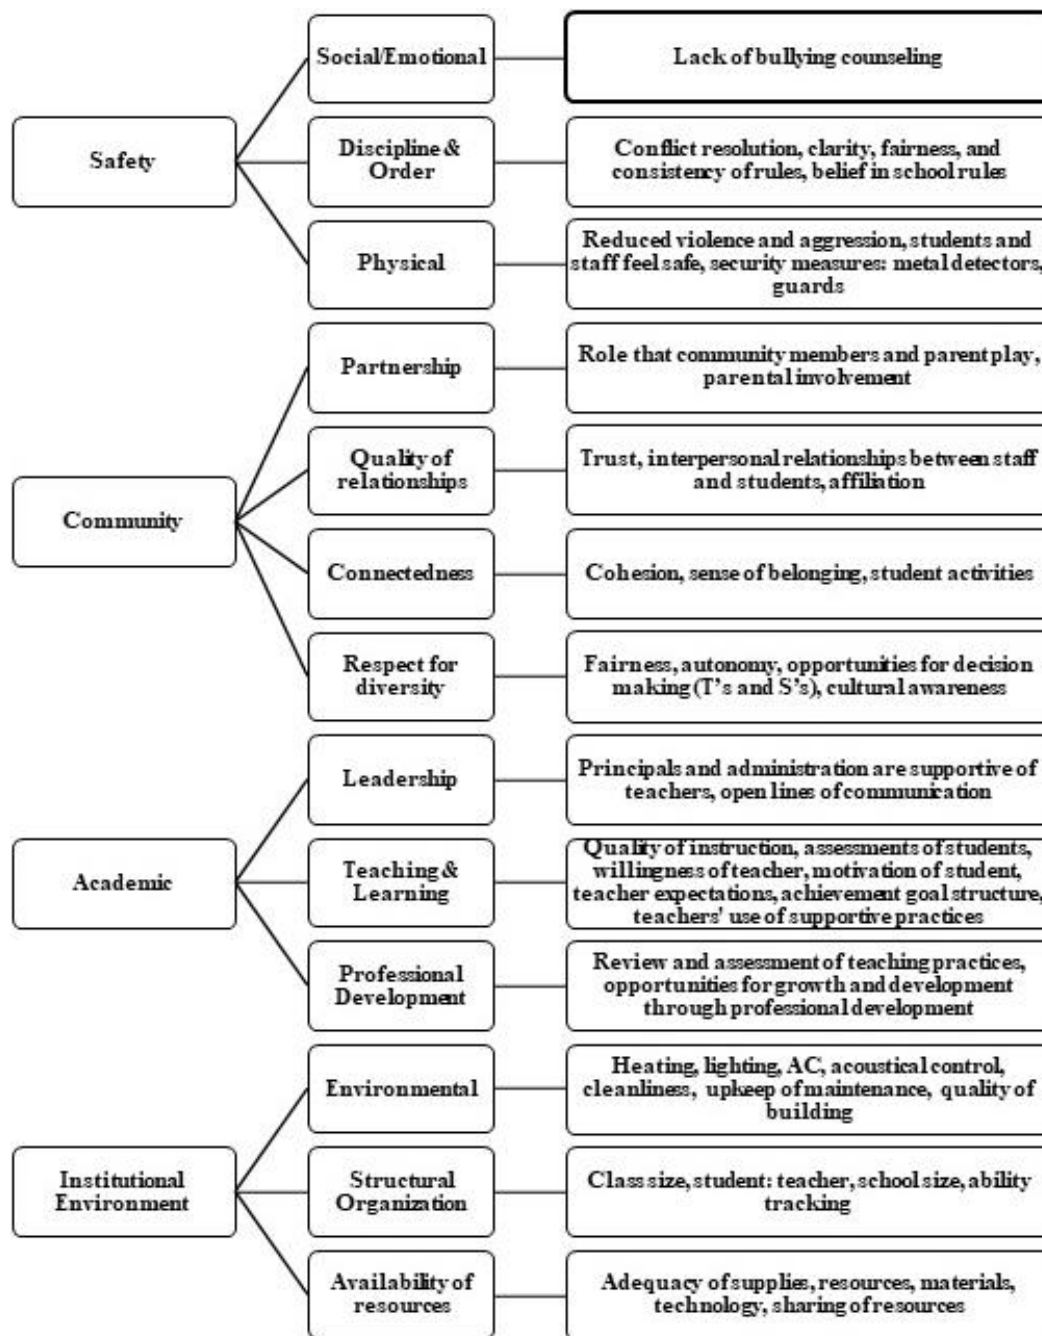 Safety
Social/Emotional
Lack of bullying counseling
Discipline &
Order
Conflict resolution, clarity, fairness, and
consistency of rules, belief in school rules
Physical
Reduced violence and aggression, students and
staff feel safe, security measures: metal detectors,
guards
Community
Partnership
Role that community members and parent play,
parental involvement
Quality of
relationships
Trust, interpersonal relationships between staff
and students, affiliation
Connectedness
Cohesion, sense of belonging, student activities
Respect for
diversity
Fairness, autonomy, opportunities for decision
making (T's and S's), cultural awareness
Academic
Leadership
Principals and administration are supportive of
teachers, open lines of communication
Teaching &
Learning
Quality of instruction, assessments of students,
willingness of teacher, motivation of student,
teacher expectations, achievement goal structure,
teachers' use of supportive practices
Professional
Development
Review and assessment of teaching practices,
opportunities for growth and development
through professional development
Institutional
Environment
Environmental
Heating, lighting, AC, acoustical control,
cleanliness, upkeep of maintenance, quality of
building
Structural
Organization
Class size, student: teacher, school size, ability
tracking
Availability of
resources
Adequacy of supplies, resources, materials,
technology, sharing of resources